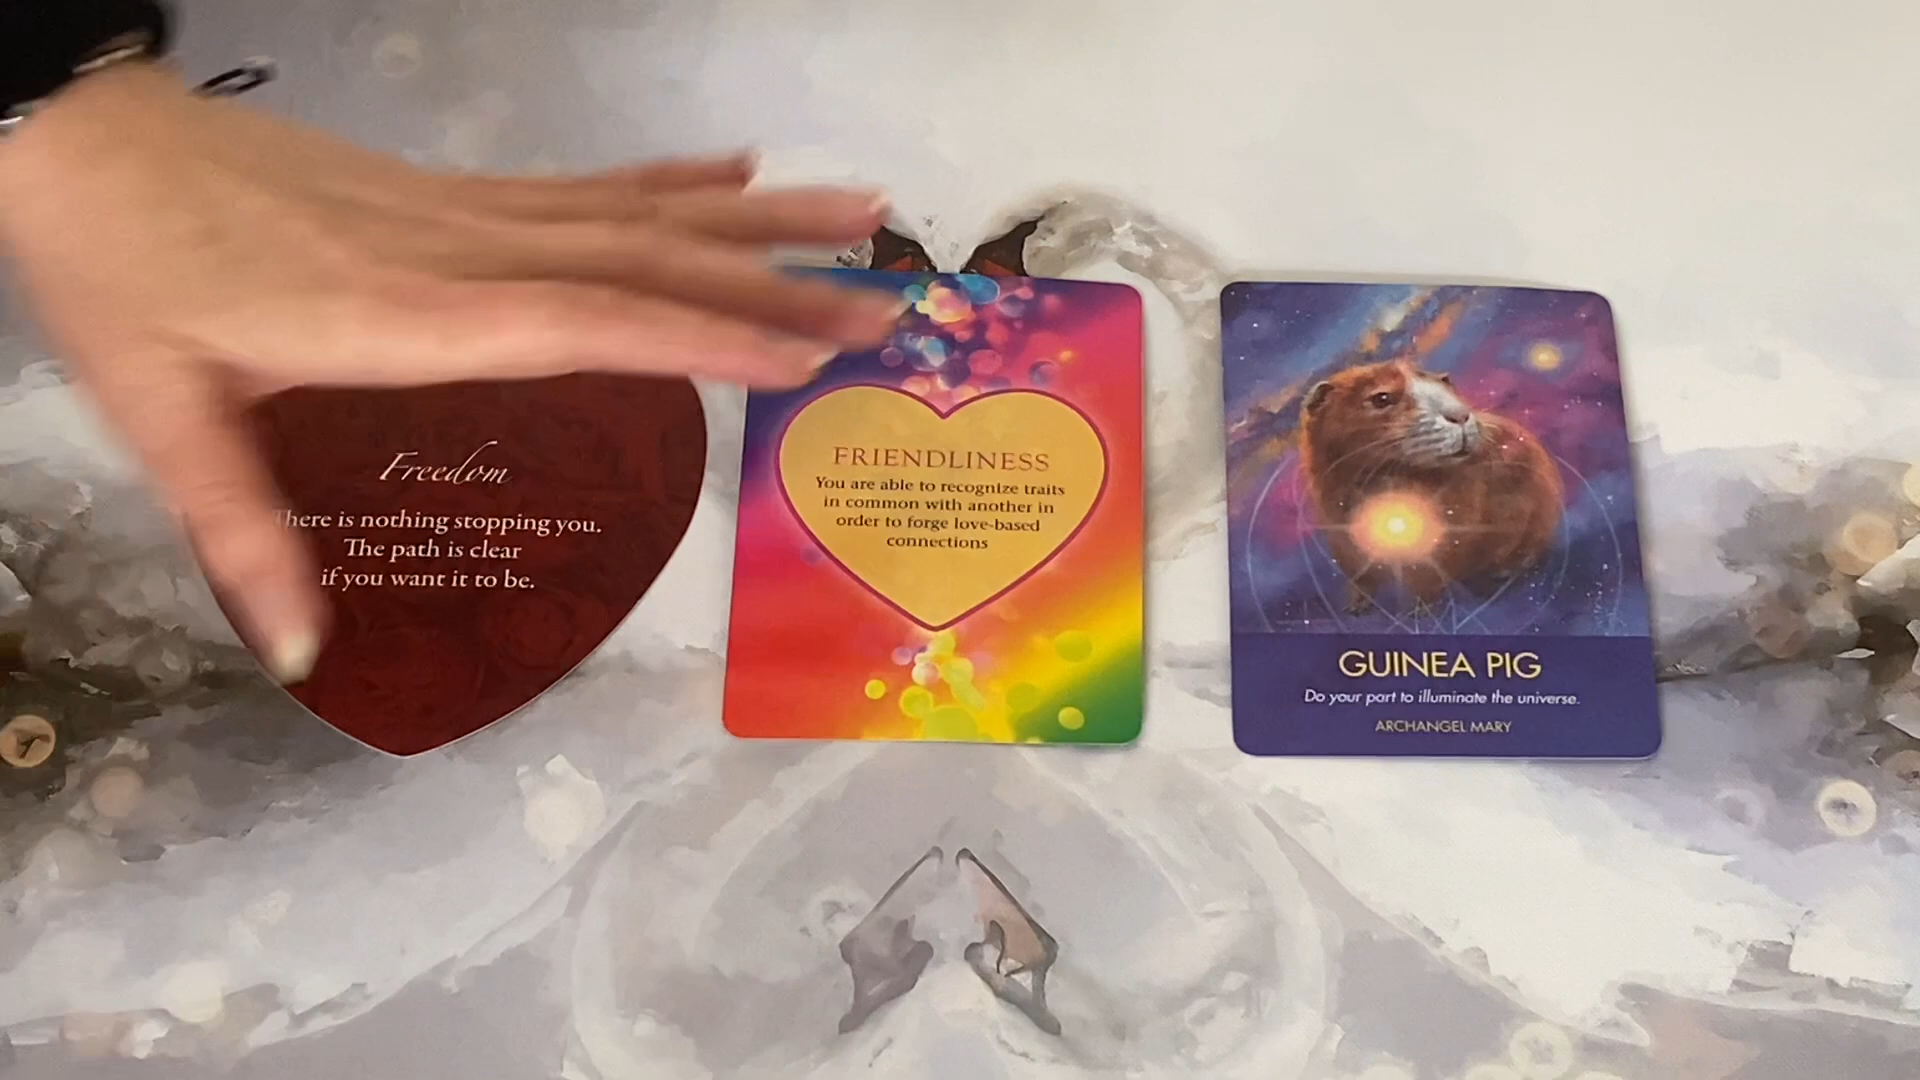 Freedom
There is nothing stopping you.
The path is clear
if you want it to be.
FRIENDLINESS
You are able to recognize traits
in common with another in
order to forge love-based
connections
GUINEA PIG
Do your part to illuminate the universe.
ARCHANGEL MARY